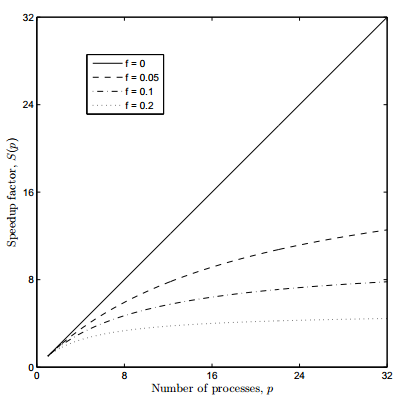 32
24
16
8
0
f = 0
f = 0.05
f = 0.1
f = 0.2
Speedup factor, S(p)
0 8 16 24 32
Number of processes, p